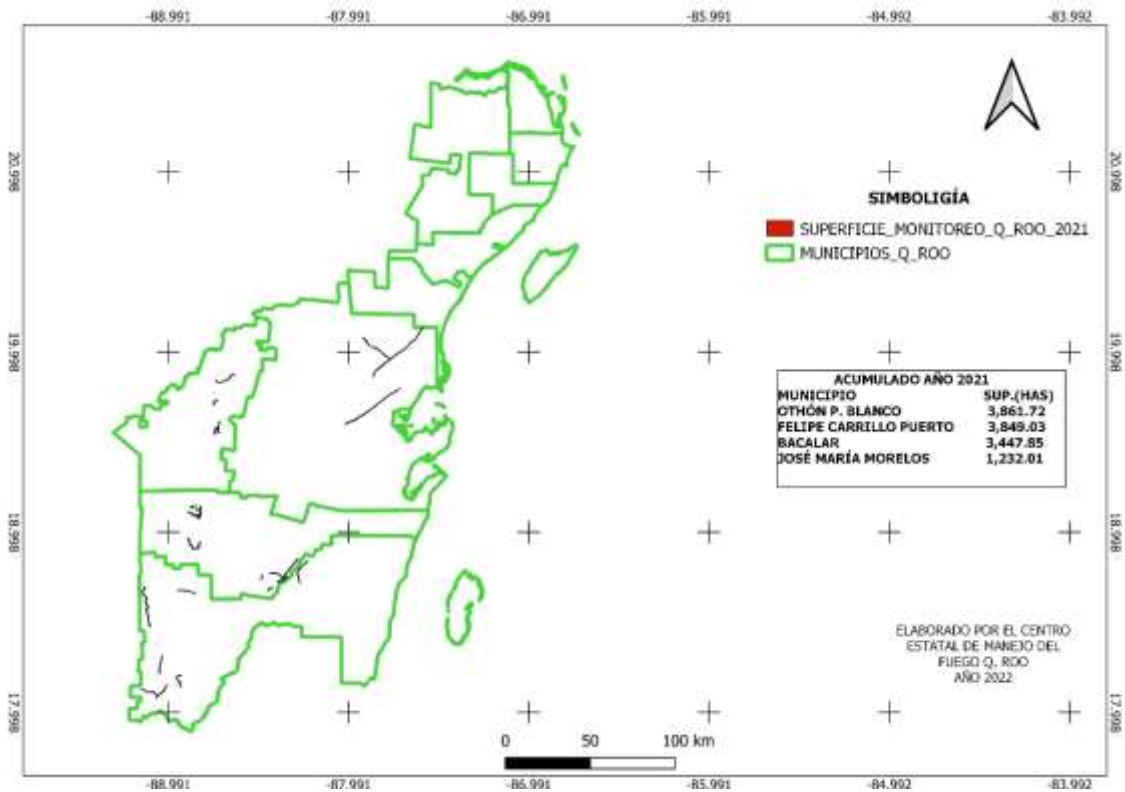 -88.991 -87.991 -86.991 -85.991 -84.992 -83.992
20.998 20.998
SIMBOLIGÍA
SUPERFICIE_MONITOREO_Q_ROO_2021
MUNICIPIOS_Q_ROO
19.998 19.998
ACUMULADO AÑO 2021
MUNICIPIO SUP.(HAS)
OTHÓN P. BLANCO 3,861.72
FELIPE CARRILLO PUERTO 3,849.03
BACALAR 3,447.85
JOSÉ MARÍA MORELOS 1,232.01
18.998 18.998
ELABORADO POR EL CENTRO
ESTATAL DE MANEJO DEL
FUEGO Q. ROO
AÑO 2022
17.998 17.998
0 50 100 km
-88.991 -87.991 -86.991 -85.991 -84.992 -83.992